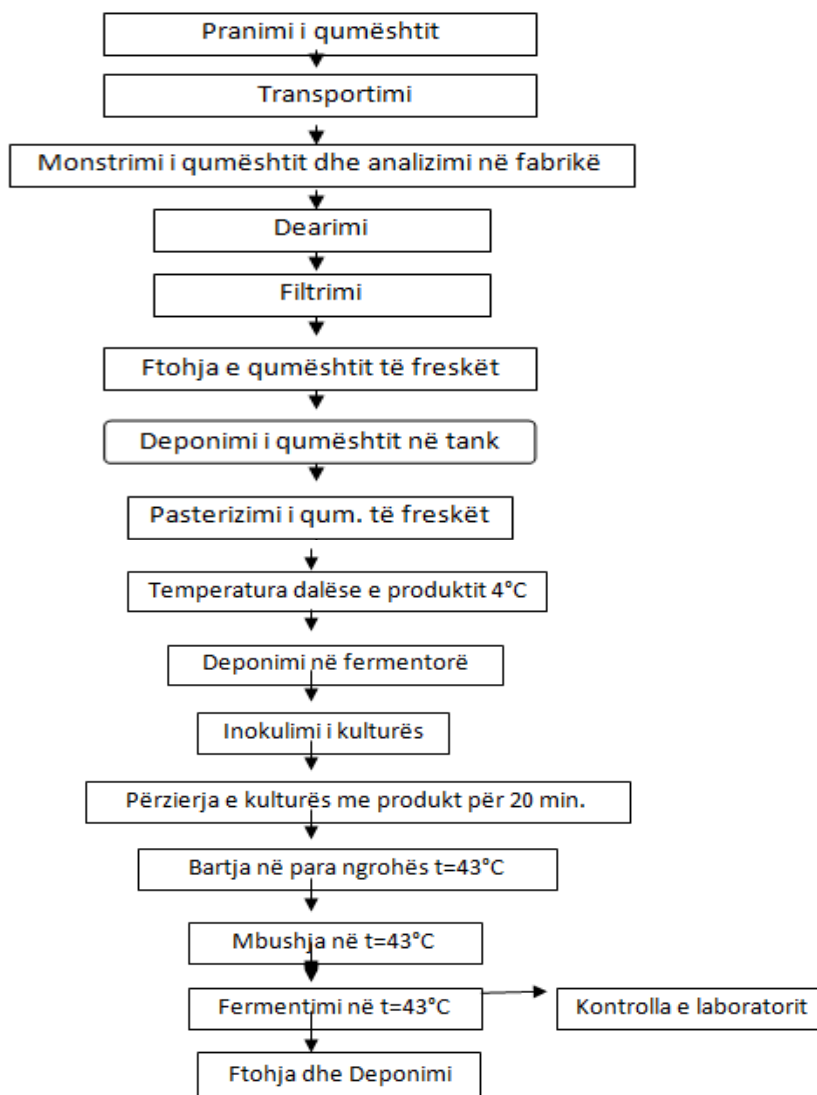 Pranimi i qumështit
Transportimi
Monstrimi i qumështit dhe analizimi në fabrikë
Dearimi
Filtrimi
Ftohja e qumështit të freskët
Deponimi i qumështit në tank
Pasterizimi i qum. të freskët
Temperatura dalëse e produktit 4°C
Deponimi në fermentorë
Inokulimi i kulturës
Përzierja e kulturës me produkt për 20 min.
Bartja në para ngrohës t=43°C
Mbushja në t=43°C
Fermentimi në t=43°C
Kontrolla e laboratorit
Ftohja dhe Deponimi